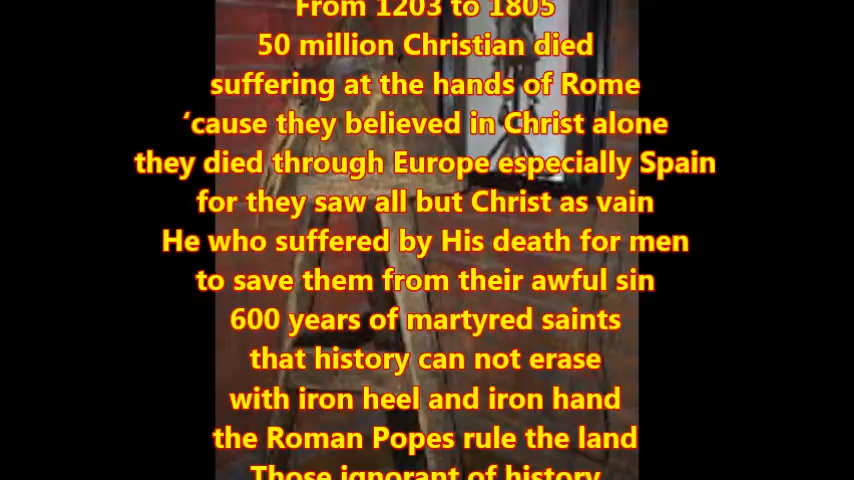 From 1203 to 1805
50 million Christian died
suffering at the hands of Rome
‘cause they believed in Christ alone
they died through Europe especially Spain
for they saw all but Christ as vain
He who suffered by His death for men
to save them from their awful sin
600 years of martyred saints
that history can not erase
with iron heel and iron hand
the Roman Popes rule the land
Those ignorant of history